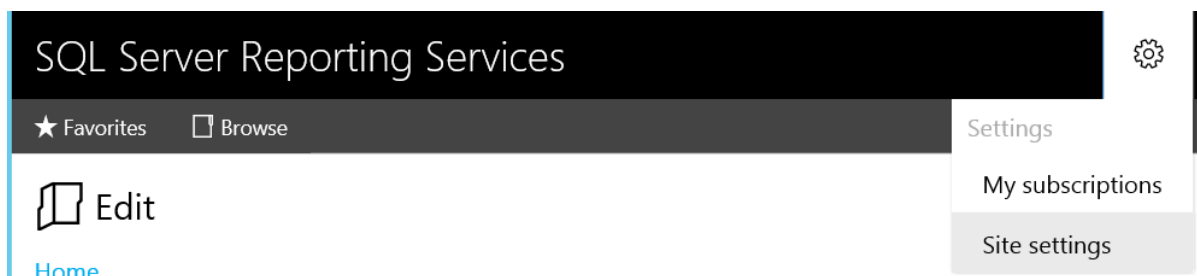 SQL Server Reporting Services
Favorites Browse
Settings
My subscriptions
Site settings
Edit
Home